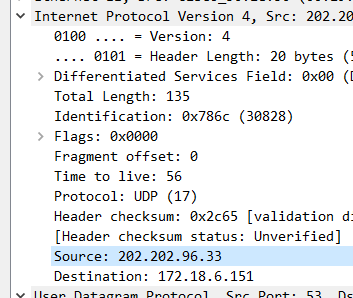 Internet Protocol Version 4, Src: 202.20
0100 .... = Version: 4
.... 0101 = Header Length: 20 bytes (5
Differentiated Services Field: 0x00 (D
Total Length: 135
Identification: 0x786c (30828)
Flags: 0x0000
Fragment offset: 0
Time to live: 56
Protocol: UDP (17)
Header checksum: 0x2c65 [validation di
[Header checksum status: Unverified]
Source: 202.202.96.33
Destination: 172.18.6.151
User Datagram Protocol, Src Port: 53, Ds